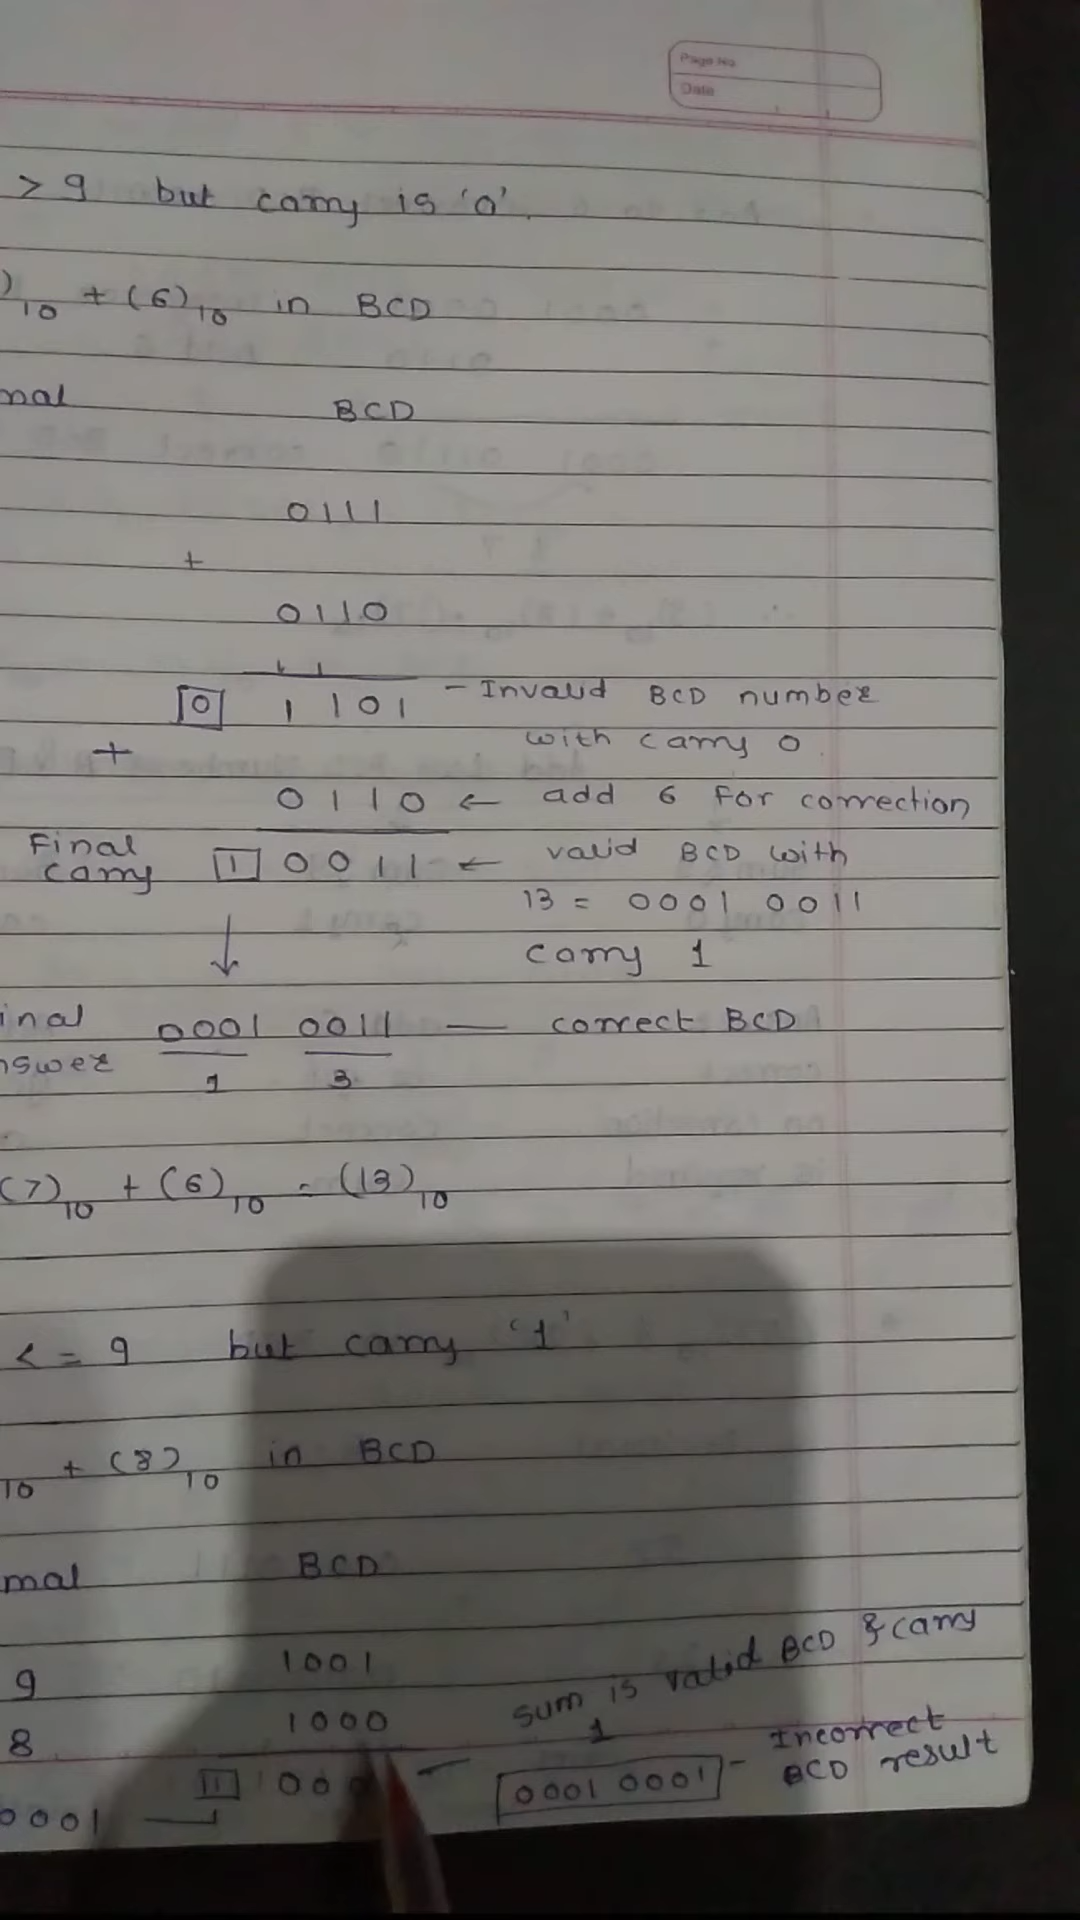 Page No.
Date
> 9 but carry is '0'.
)10 + (6)10 in BCD
mal BCD
0111
+
0110
1 1
0 1101 - Invalid BCD number
with carry 0
+
0110 ← add 6 for correction
Final carry 1 0011 ← valid BCD with
13 = 0001 0011
↓ carry 1
inal 0001 0011 — correct BCD
nswer 1 3
(7)10 + (6)10 = (13)10
< = 9 but carry '1'
10 + (8)10 in BCD
mal BCD
9 1001 sum is valid BCD & carry
8 1000 1
1 000 - 0001 0001 - Incorrect BCD result
0001